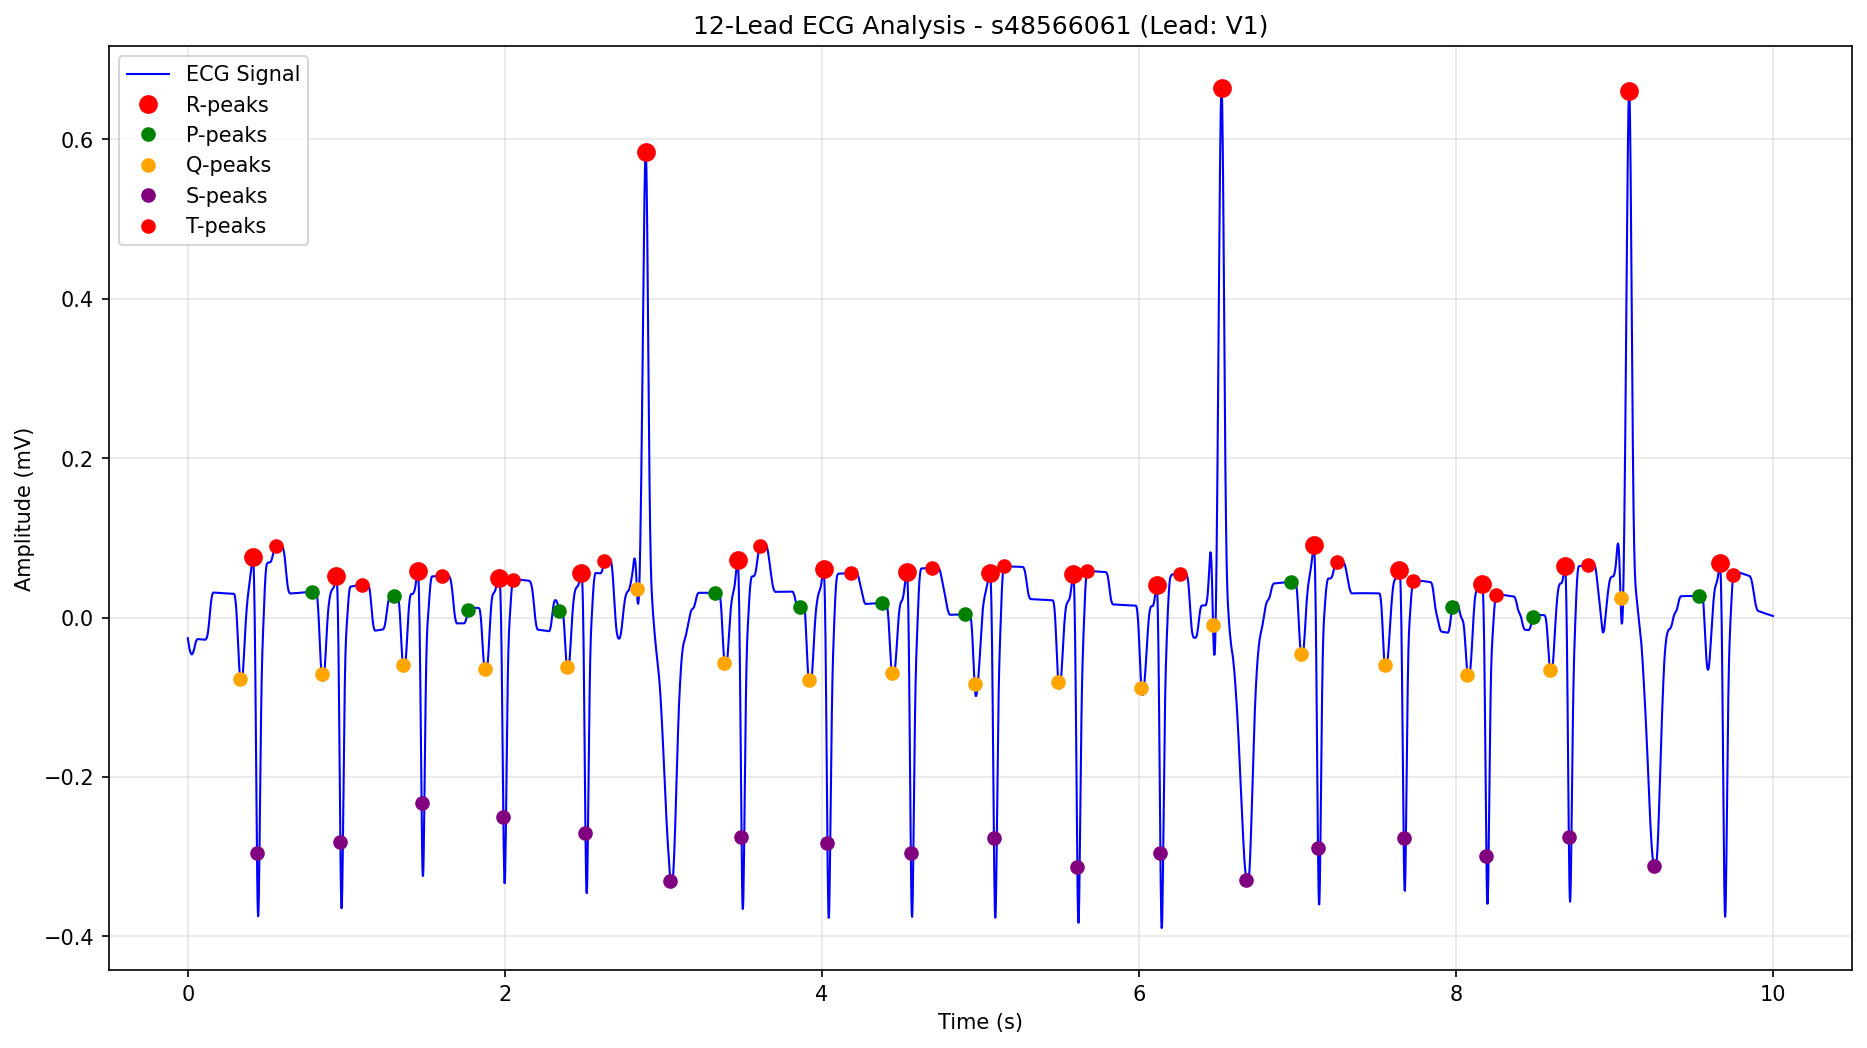 12-Lead ECG Analysis - s48566061 (Lead: V1)
ECG Signal
R-peaks
P-peaks
Q-peaks
S-peaks
T-peaks
Amplitude (mV)
0.6
0.4
0.2
0.0
−0.2
−0.4
0
2
4
6
8
10
Time (s)